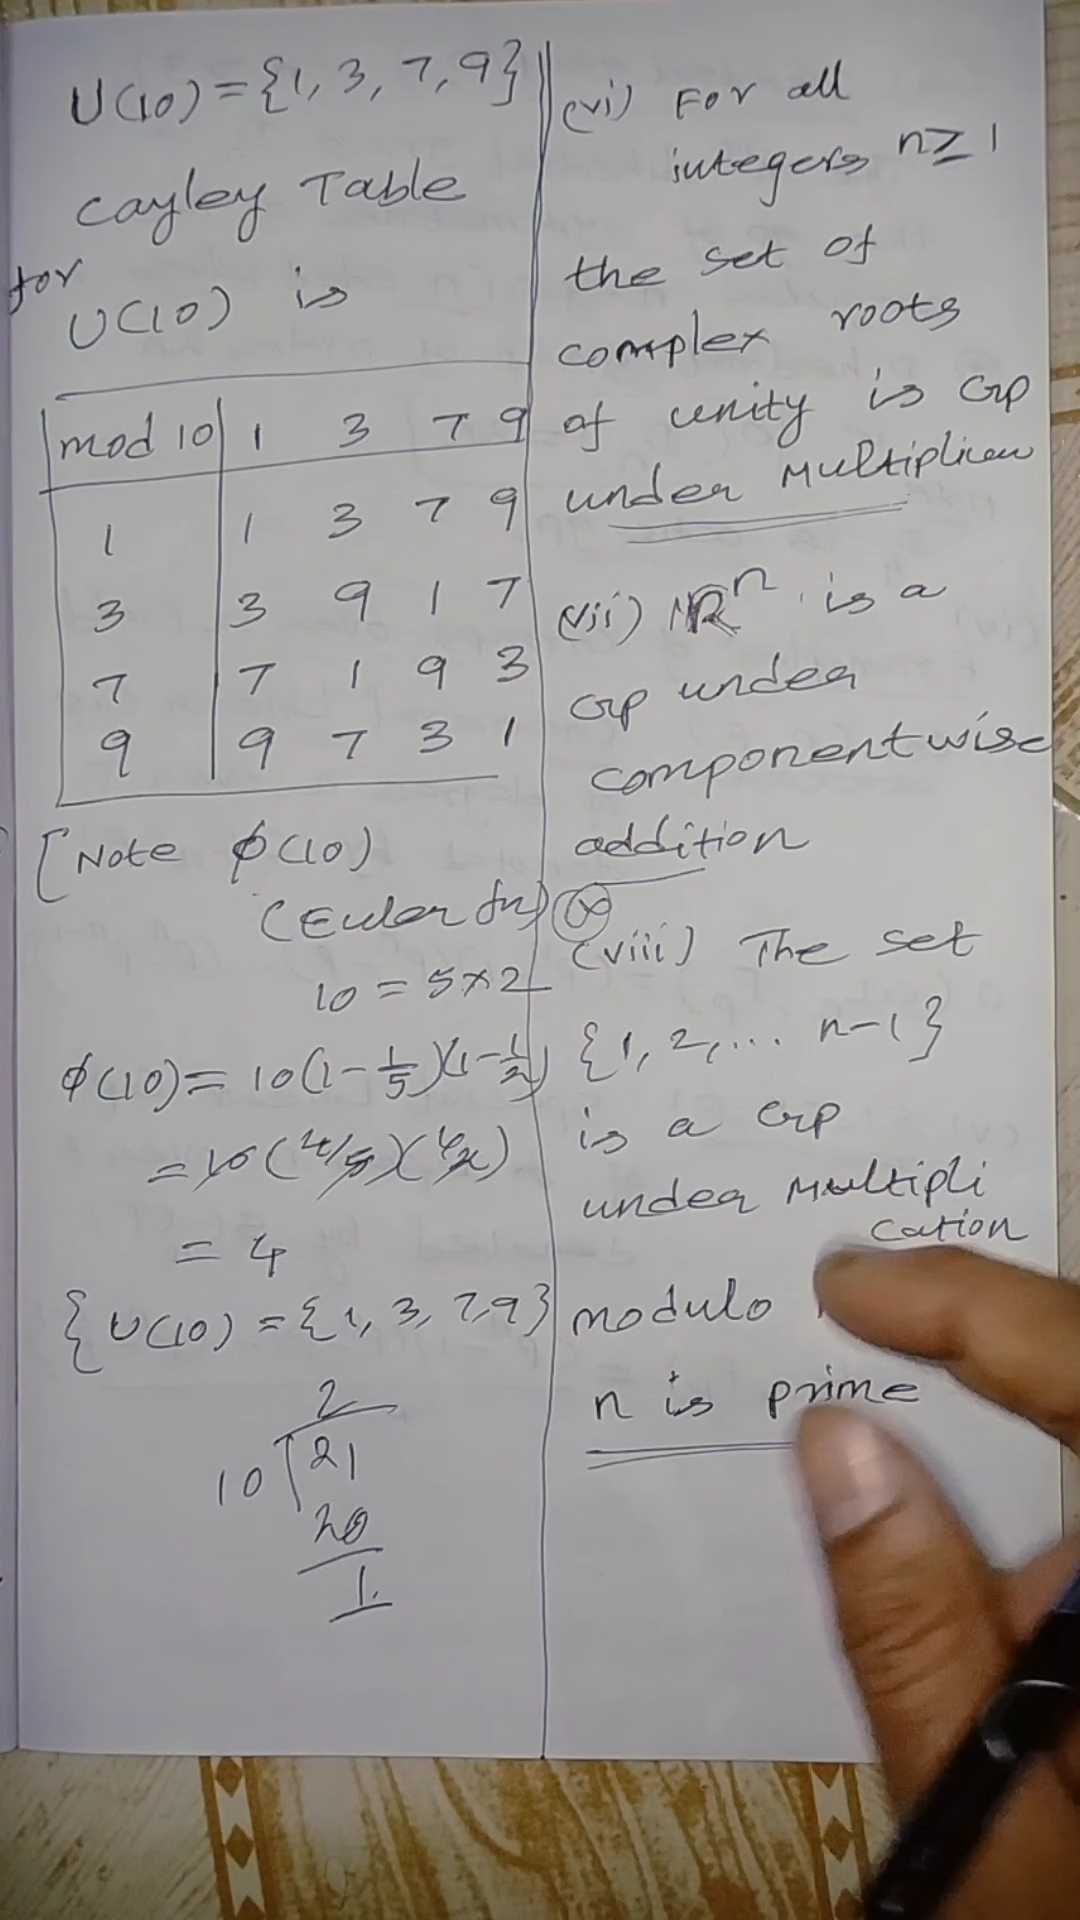 U(10) = {1, 3, 7, 9}
Cayley Table
for
U(10) is
mod 10 1 3 7 9
1 1 3 7 9
3 3 9 1 7
7 7 1 9 3
9 9 7 3 1
[Note φ(10)
(Euler fn)
10 = 5×2
φ(10) = 10(1-1/5)(1-1/2)
= 10(4/5)(1/2)
= 4
{U(10) = {1, 3, 7, 9}
2
10 21
20
1.
(vi) For all
integers n≥1
the set of
complex roots
of unity is Grp
under
(vii) ℝⁿ is a
Grp under
componentwise
addition
(viii) The set
{1, 2, ... n-1}
is a Grp
under Multipli
cation
modulo
n is prime